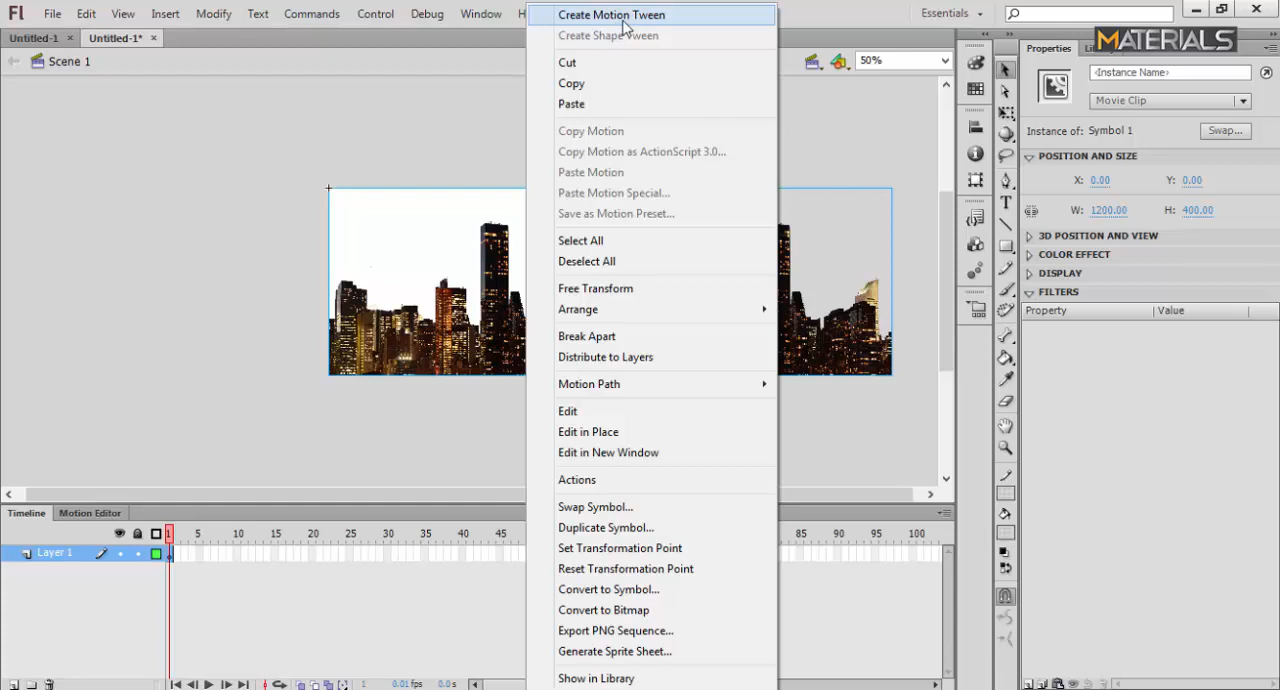 Fl File Edit View Insert Modify Text Commands Control Debug Window H Essentials
Untitled-1 × Untitled-1* ×
Scene 1
50%
MATERIALS
Create Motion Tween
Create Shape Tween
Cut
Copy
Paste
Copy Motion
Copy Motion as ActionScript 3.0...
Paste Motion
Paste Motion Special...
Save as Motion Preset...
Select All
Deselect All
Free Transform
Arrange
Break Apart
Distribute to Layers
Motion Path
Edit
Edit in Place
Edit in New Window
Actions
Swap Symbol...
Duplicate Symbol...
Set Transformation Point
Reset Transformation Point
Convert to Symbol...
Convert to Bitmap
Export PNG Sequence...
Generate Sprite Sheet...
Show in Library
Properties
<Instance Name>
Movie Clip
Instance of: Symbol 1 Swap...
POSITION AND SIZE
X: 0.00 Y: 0.00
W: 1200.00 H: 400.00
3D POSITION AND VIEW
COLOR EFFECT
DISPLAY
FILTERS
Property Value
Timeline Motion Editor
1 5 10 15 20 25 30 35 40 45 85 90 95 100
Layer 1
1 0.01 fps 0.0 s